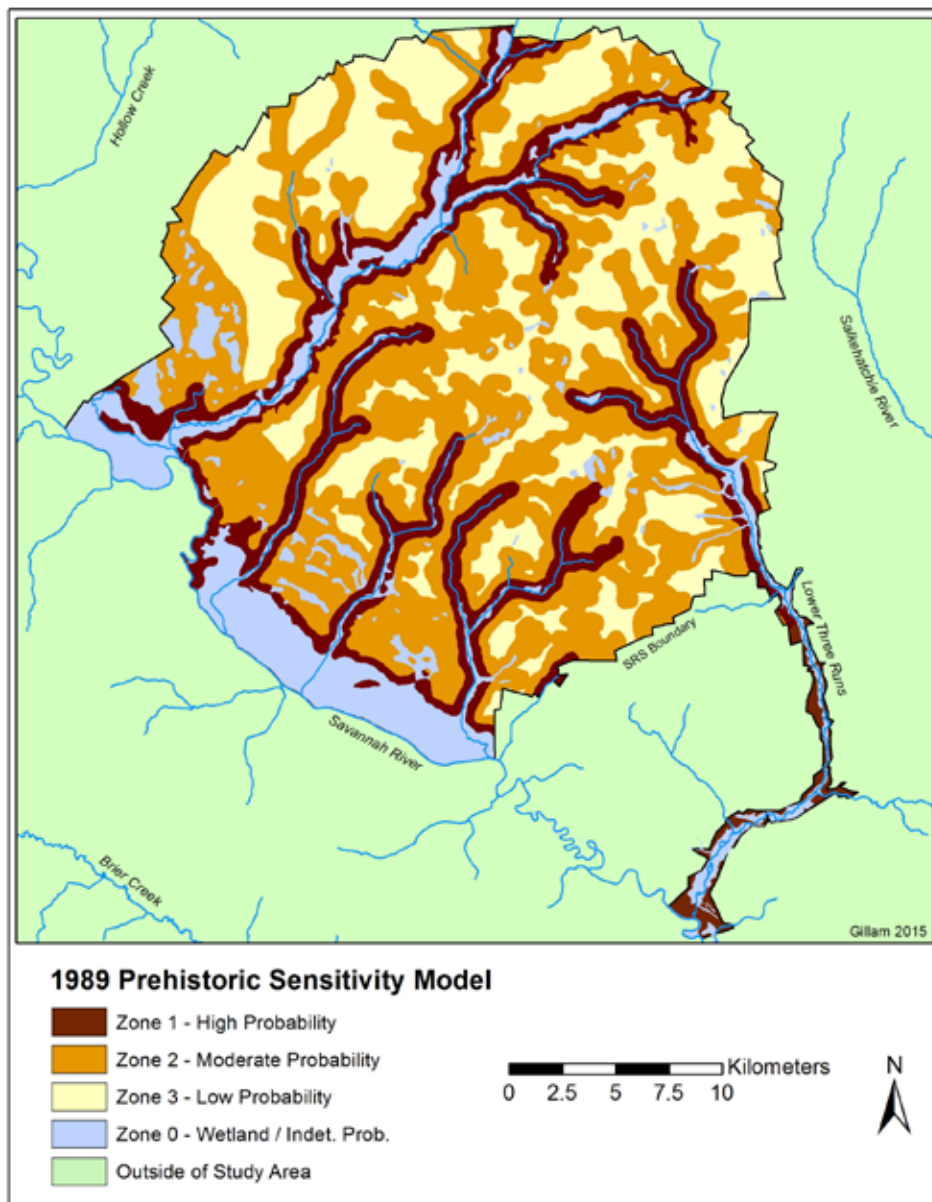 Hollow Creek
Salkehatchie River
Lower Three Runs
SRS Boundary
Savannah River
Brier Creek
Gillam 2015
1989 Prehistoric Sensitivity Model
Zone 1 - High Probability
Zone 2 - Moderate Probability
Zone 3 - Low Probability
Zone 0 - Wetland / Indet. Prob.
Outside of Study Area
Kilometers
0 2.5 5 7.5 10
N